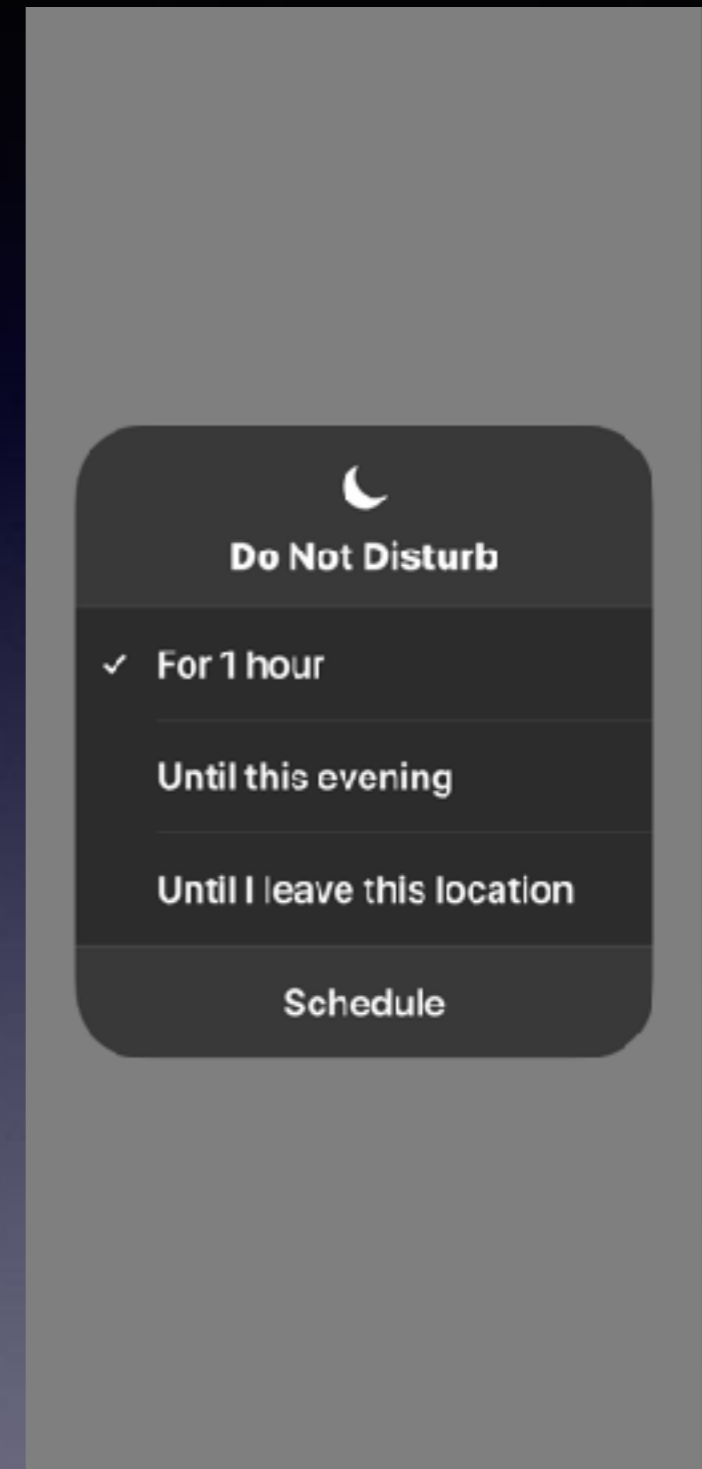 Do Not Disturb
For 1 hour
Until this evening
Until I leave this location
Schedule